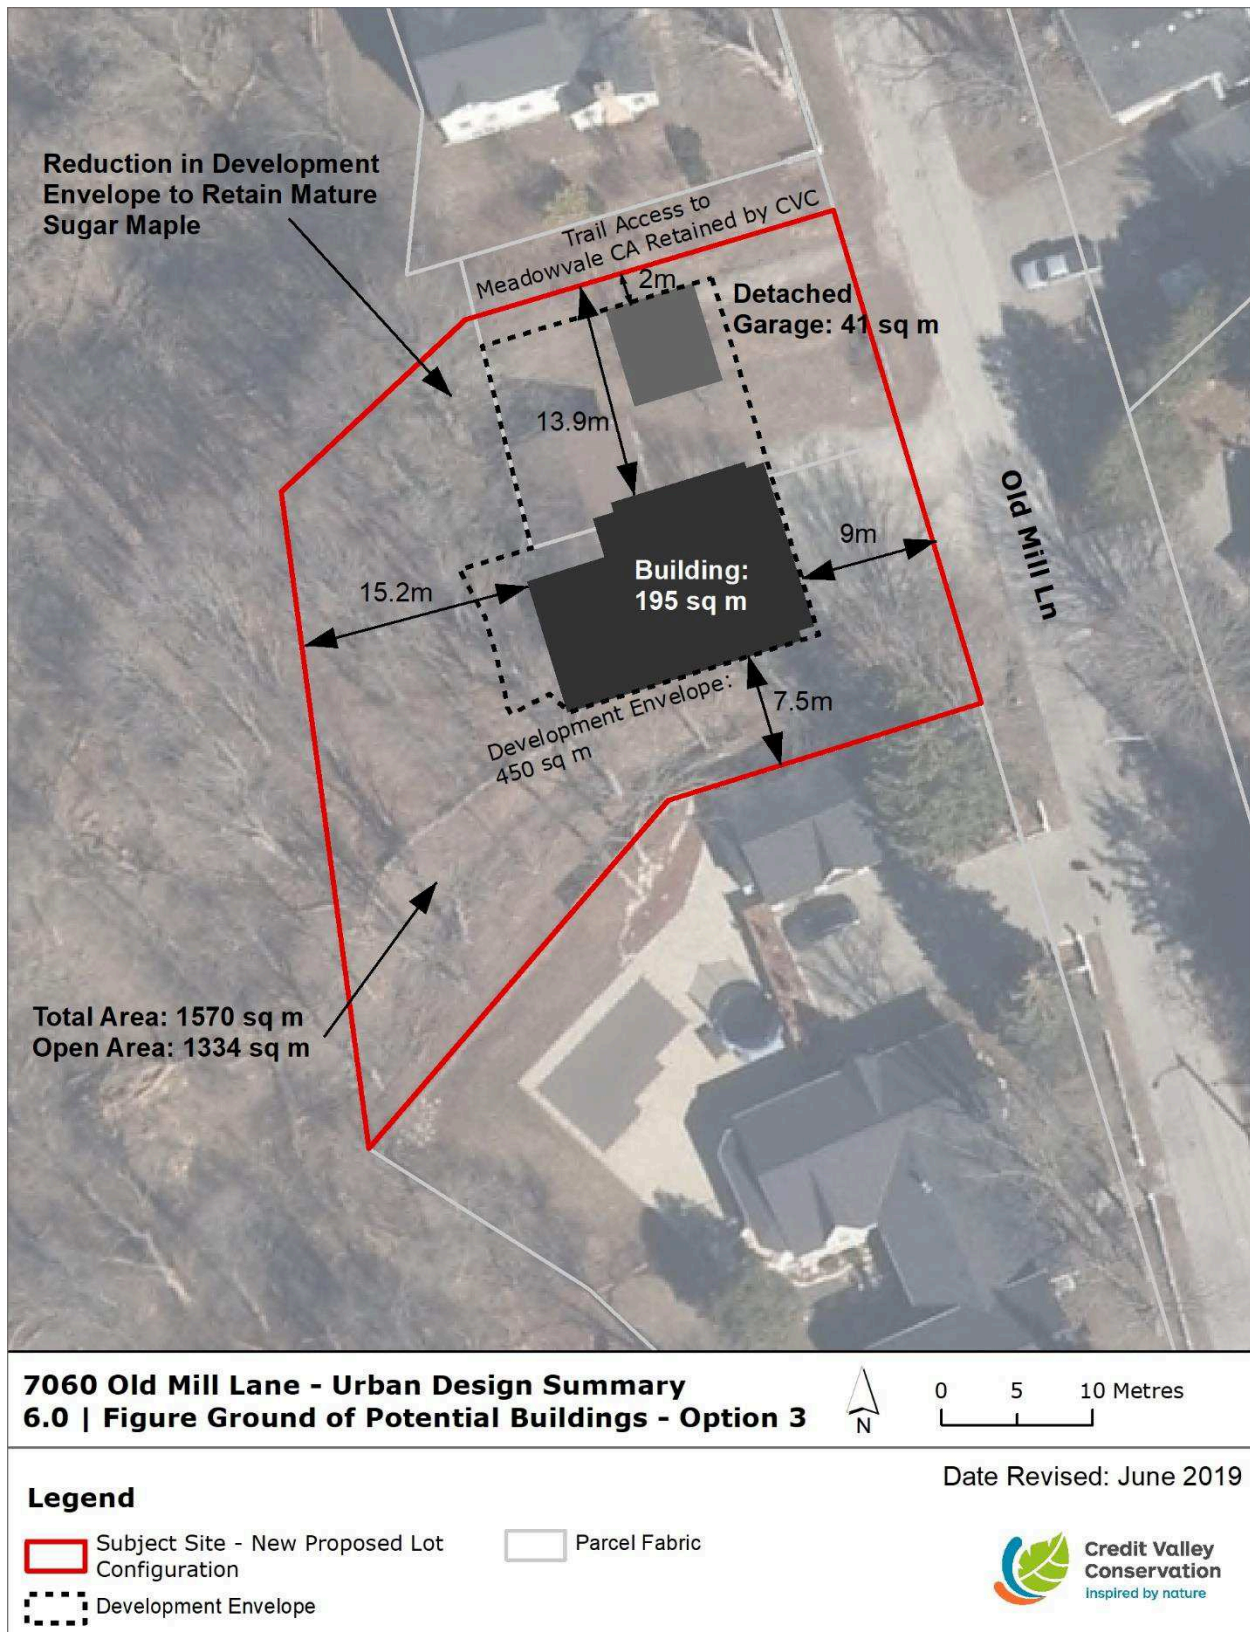 Reduction in Development
Envelope to Retain Mature
Sugar Maple
Trail Access to
Meadowvale CA Retained by CVC
2m
Detached
Garage: 41 sq m
13.9m
Old Mill Ln
9m
Building:
195 sq m
15.2m
7.5m
Development Envelope:
450 sq m
Total Area: 1570 sq m
Open Area: 1334 sq m
7060 Old Mill Lane - Urban Design Summary
6.0 | Figure Ground of Potential Buildings - Option 3
N
0 5 10 Metres
Date Revised: June 2019
Legend
Subject Site - New Proposed Lot
Configuration
Parcel Fabric
Development Envelope
Credit Valley
Conservation
inspired by nature